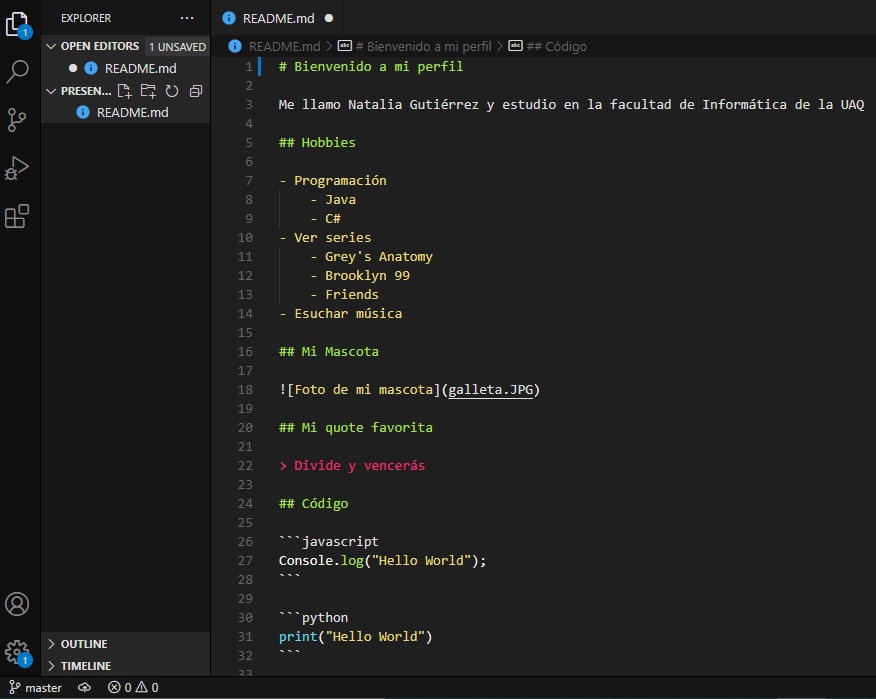 1
EXPLORER
···
OPEN EDITORS 1 UNSAVED
README.md
PRESEN...
README.md
README.md
README.md > # Bienvenido a mi perfil > ## Código
1 # Bienvenido a mi perfil
2
3 Me llamo Natalia Gutiérrez y estudio en la facultad de Informática de la UAQ
4
5 ## Hobbies
6
7 - Programación
8 - Java
9 - C#
10 - Ver series
11 - Grey's Anatomy
12 - Brooklyn 99
13 - Friends
14 - Esuchar música
15
16 ## Mi Mascota
17
18 ![Foto de mi mascota](galleta.JPG)
19
20 ## Mi quote favorita
21
22 > Divide y vencerás
23
24 ## Código
25
26 ```javascript
27 Console.log("Hello World");
28 ```
29
30 ```python
31 print("Hello World")
32 ```
33
OUTLINE
TIMELINE
1
master 0 0